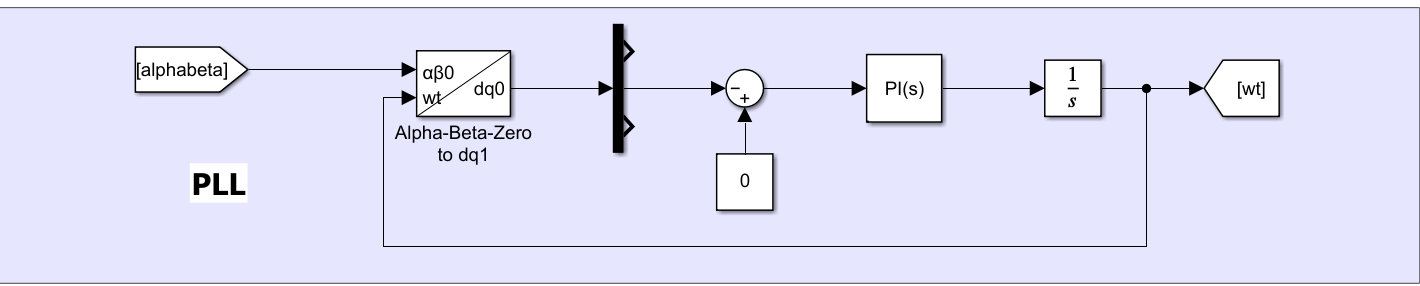 [alphabeta]
αβ0
wt
dq0
Alpha-Beta-Zero
to dq1
−
+
0
PI(s)
1
s
[wt]
PLL